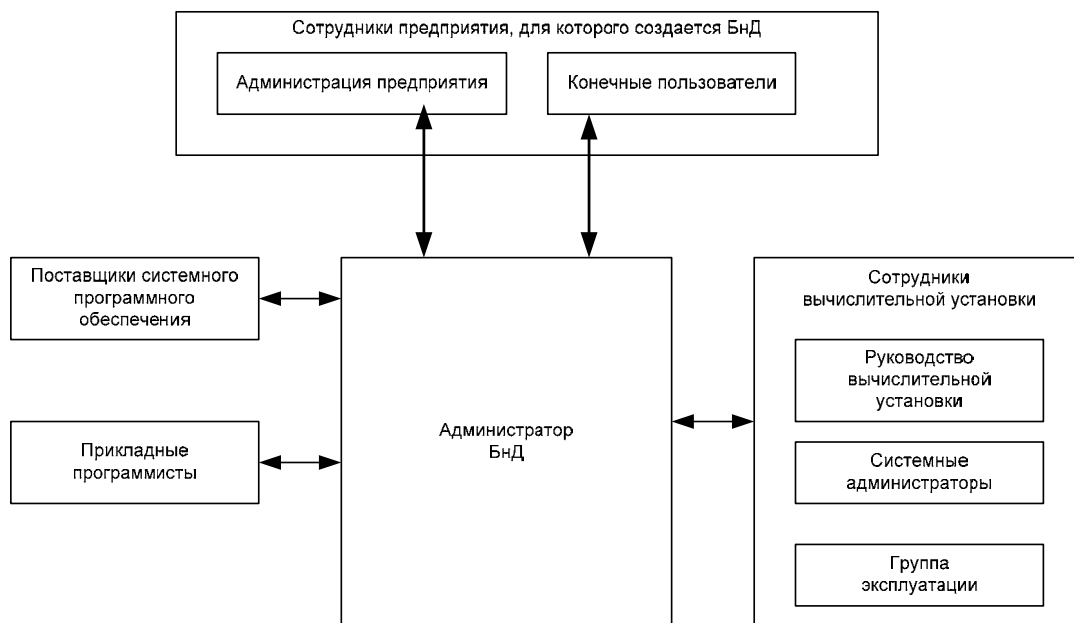 Сотрудники предприятия, для которого создается БнД
Администрация предприятия
Конечные пользователи
Поставщики системного
программного
обеспечения
Прикладные
программисты
Администратор
БнД
Сотрудники
вычислительной установки
Руководство
вычислительной
установки
Системные
администраторы
Группа
эксплуатации